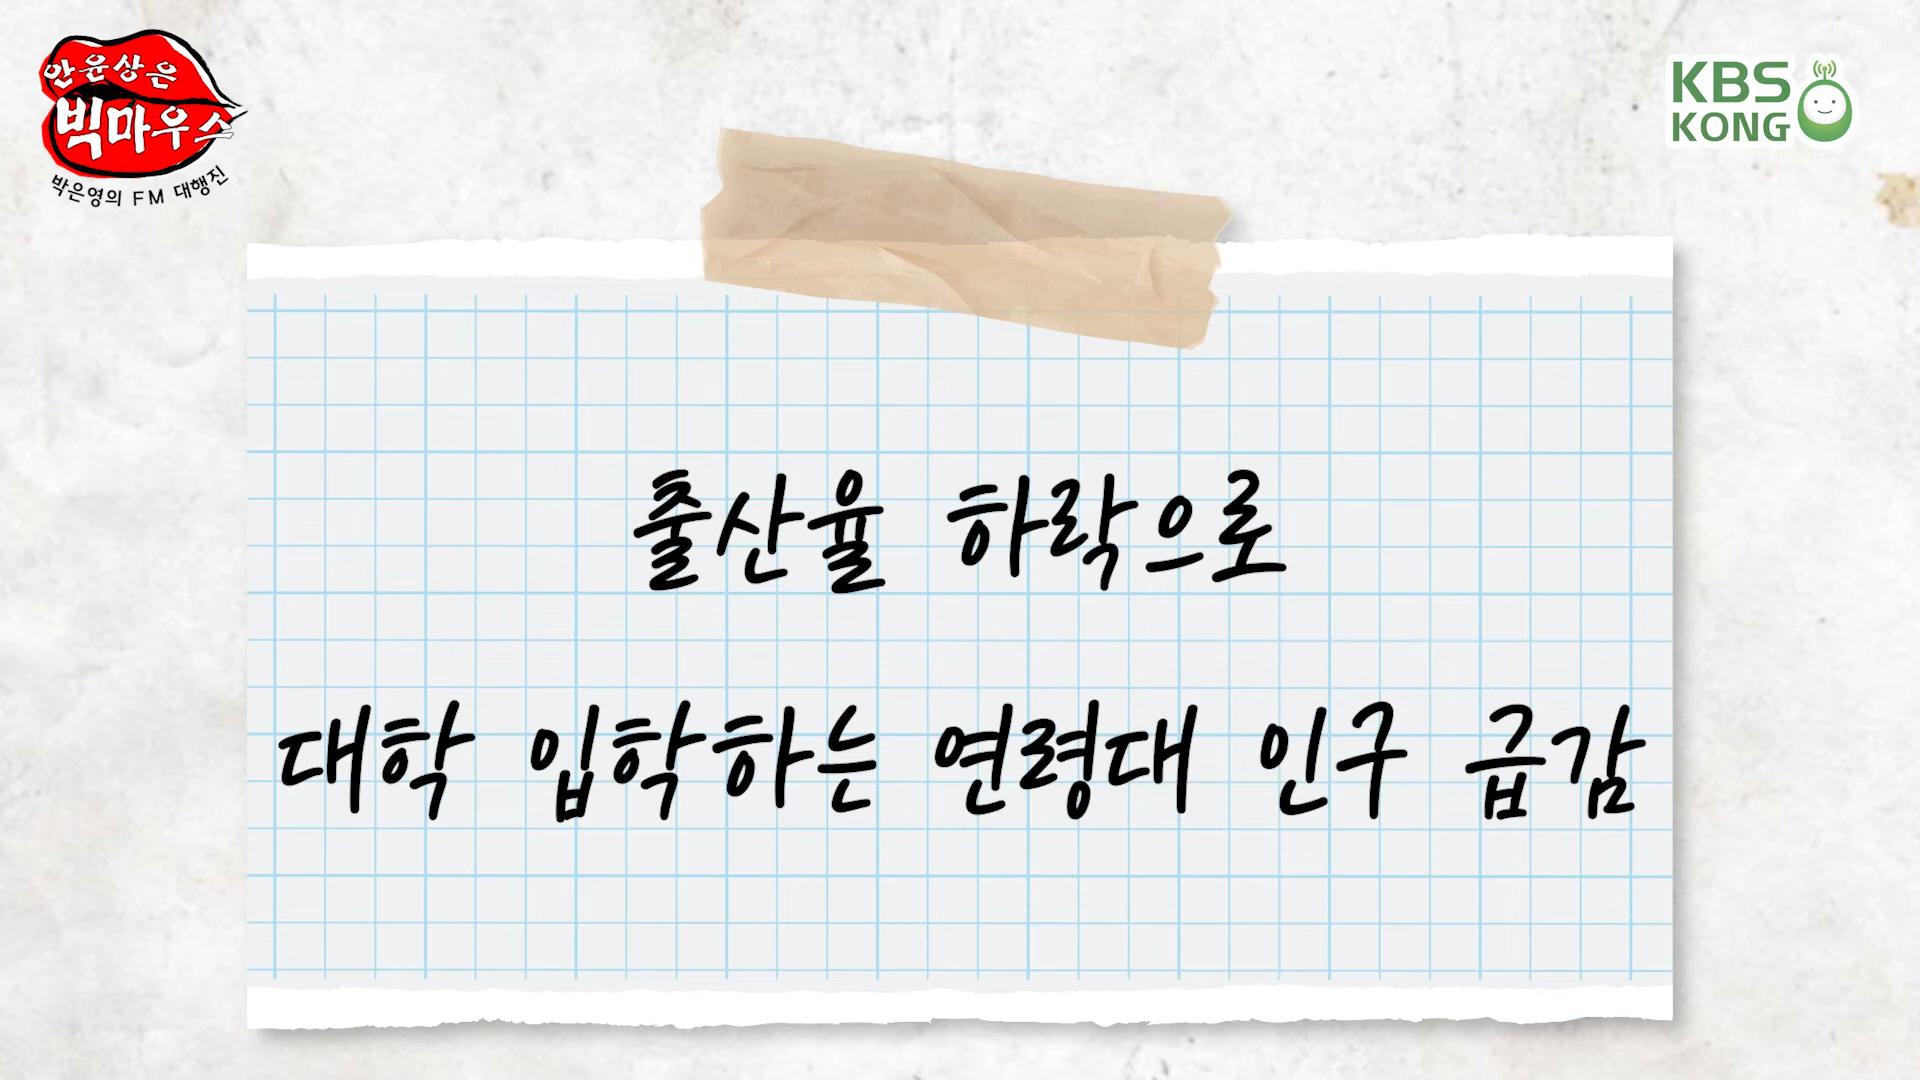 안윤상은
빅마우스
박은영의 FM 대행진
KBS
KONG
출산율 하락으로
대학 입학하는 연령대 인구 급감